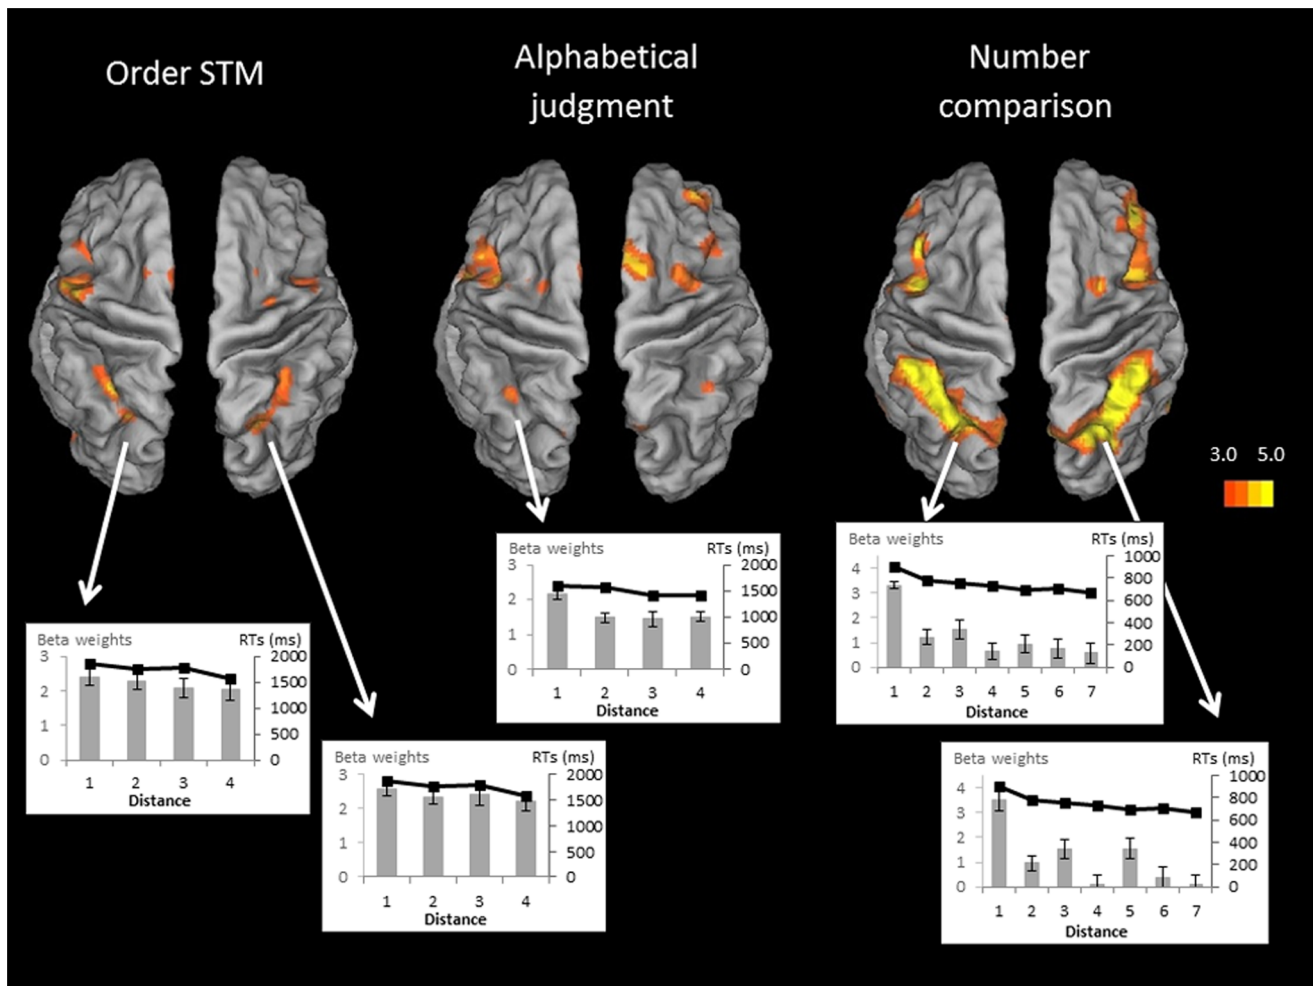 Order STM
Alphabetical
judgment
Number
comparison
3.0 5.0
Beta weights RTs (ms)
3 2000
2 1500
1000
1 500
0 0
1 2 3 4
Distance
Beta weights RTs (ms)
3 2000
2 1500
1000
1 500
0 0
1 2 3 4
Distance
Beta weights RTs (ms)
3 2000
2 1500
1000
1 500
0 0
1 2 3 4
Distance
Beta weights RTs (ms)
1000
4 800
3 600
2 400
1 200
0 0
1 2 3 4 5 6 7
Distance
Beta weights RTs (ms)
1000
4 800
3 600
2 400
1 200
0 0
1 2 3 4 5 6 7
Distance